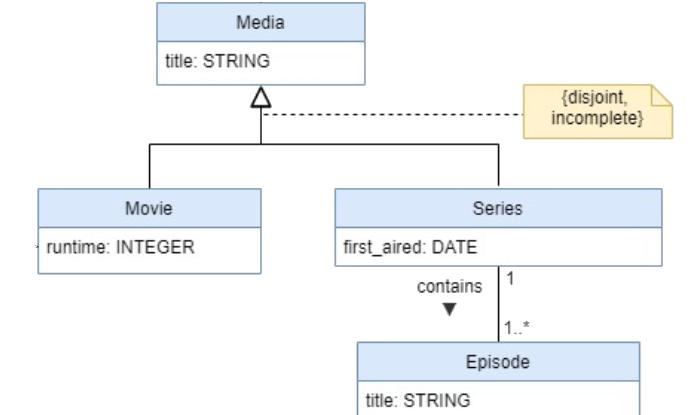 Media
title: STRING
{disjoint,
incomplete}
Movie
runtime: INTEGER
Series
first_aired: DATE
contains
▼
1
1..*
Episode
title: STRING